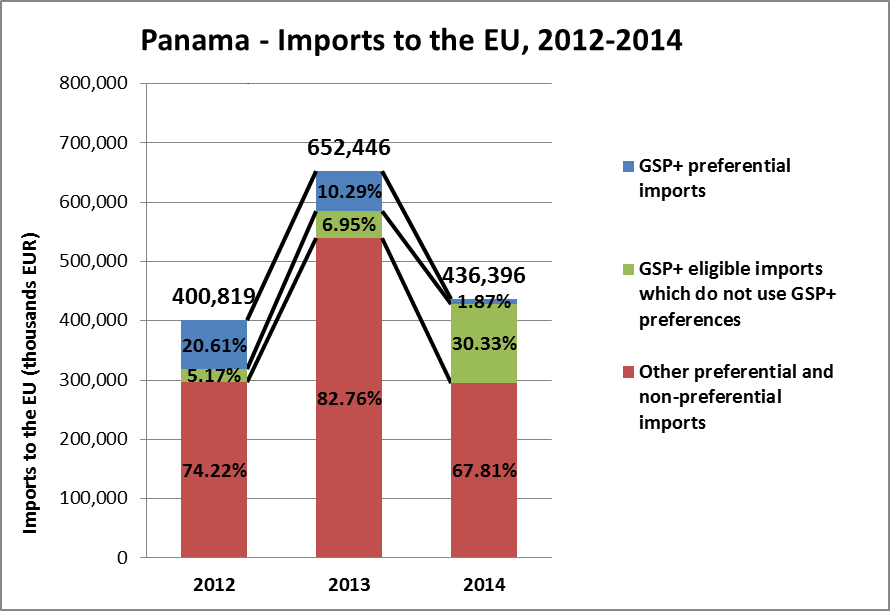 Panama - Imports to the EU, 2012-2014
Imports to the EU (thousands EUR)
800,000
700,000
600,000
500,000
400,000
300,000
200,000
100,000
0
400,819
20.61%
5.17%
74.22%
652,446
10.29%
6.95%
82.76%
436,396
1.87%
30.33%
67.81%
2012
2013
2014
GSP+ preferential
imports
GSP+ eligible imports
which do not use GSP+
preferences
Other preferential and
non-preferential
imports